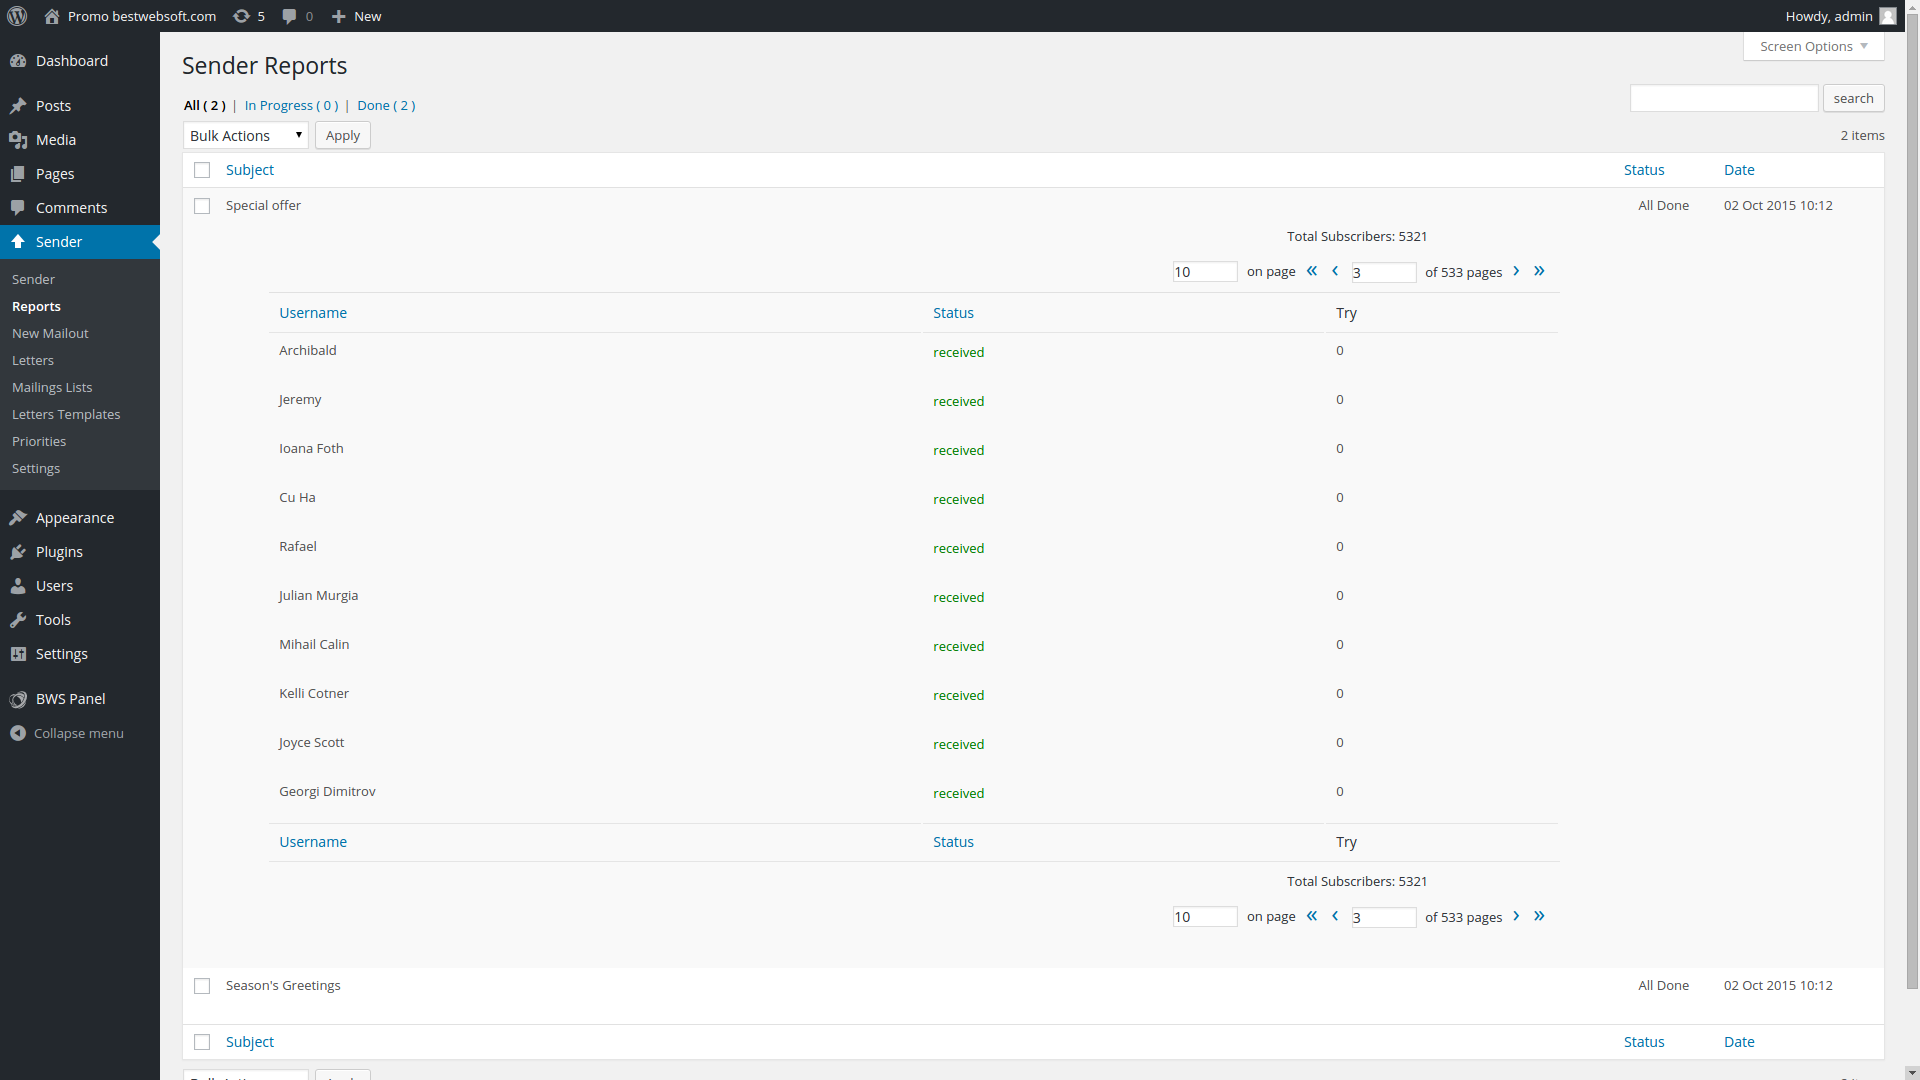 Promo bestwebsoft.com 5 0 New Howdy, admin
Screen Options
Dashboard
Posts
Media
Pages
Comments
Sender
Sender
Reports
New Mailout
Letters
Mailings Lists
Letters Templates
Priorities
Settings
Appearance
Plugins
Users
Tools
Settings
BWS Panel
Collapse menu
Sender Reports
All ( 2 ) | In Progress ( 0 ) | Done ( 2 )
search
Bulk Actions Apply 2 items
Subject Status Date
Special offer All Done 02 Oct 2015 10:12
Total Subscribers: 5321
10 on page « ‹ 3 of 533 pages › »
Username Status Try
Archibald received 0
Jeremy received 0
Ioana Foth received 0
Cu Ha received 0
Rafael received 0
Julian Murgia received 0
Mihail Calin received 0
Kelli Cotner received 0
Joyce Scott received 0
Georgi Dimitrov received 0
Username Status Try
Total Subscribers: 5321
10 on page « ‹ 3 of 533 pages › »
Season's Greetings All Done 02 Oct 2015 10:12
Subject Status Date